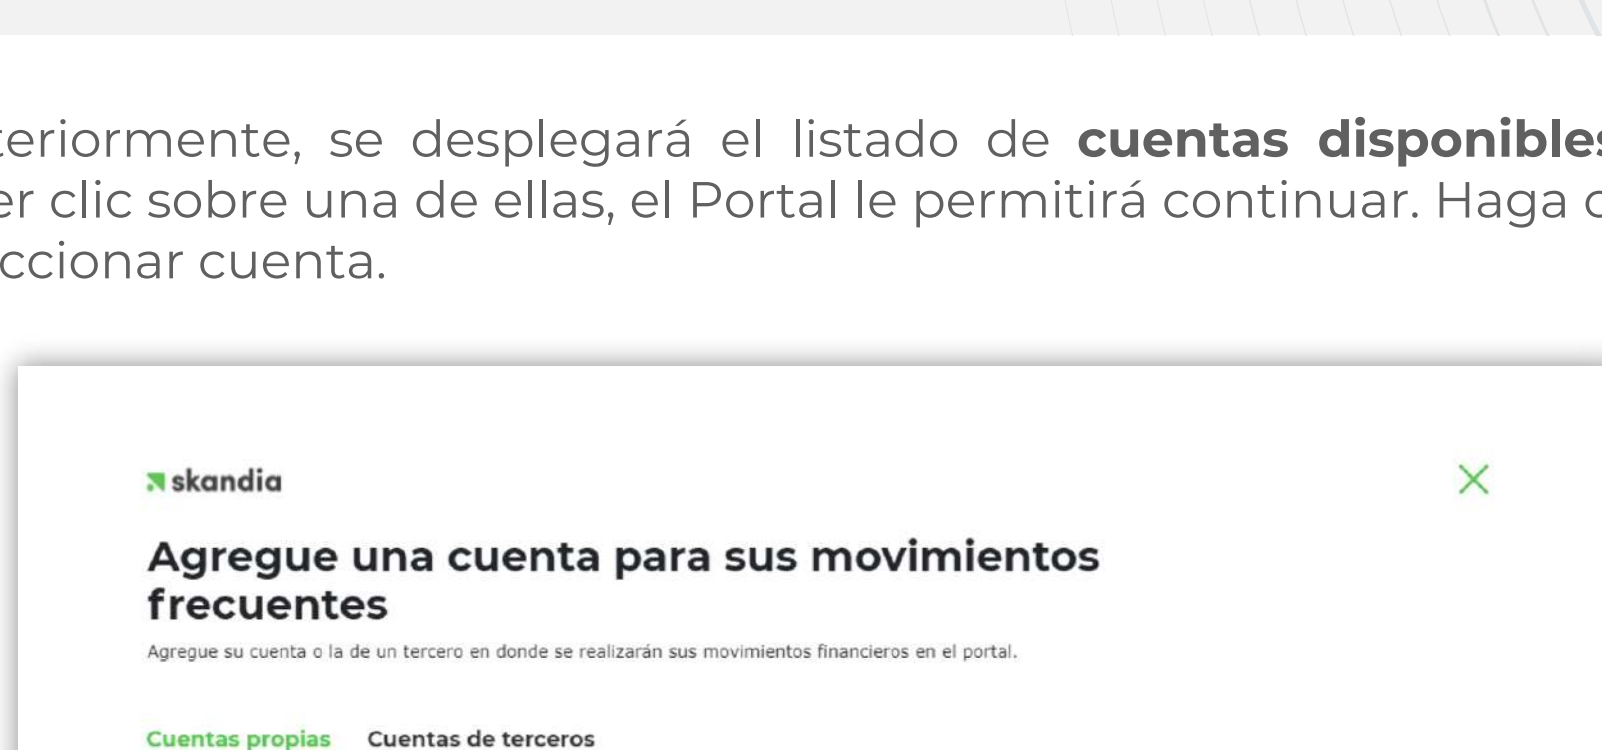 teriormente, se desplegará el listado de cuentas disponibles
er clic sobre una de ellas, el Portal le permitirá continuar. Haga c
ccionar cuenta.
skandia
Agregue una cuenta para sus movimientos
frecuentes
Agregue su cuenta o la de un tercero en donde se realizarán sus movimientos financieros en el portal.
Cuentas propias Cuentas de terceros